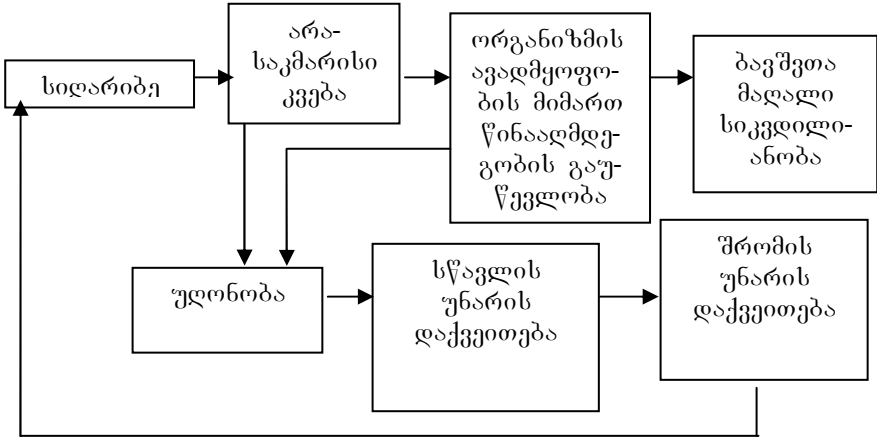 სიღარიბე
არა-
საკმარისი
კვება
ორგანიზმის
ავადმყოფო-
ბის მიმართ
წინააღმდე-
გობის გაუ-
წევლობა
ბავშვთა
მაღალი
სიკვდილი-
ანობა
უღონობა
სწავლის
უნარის
დაქვეითება
შრომის
უნარის
დაქვეითება